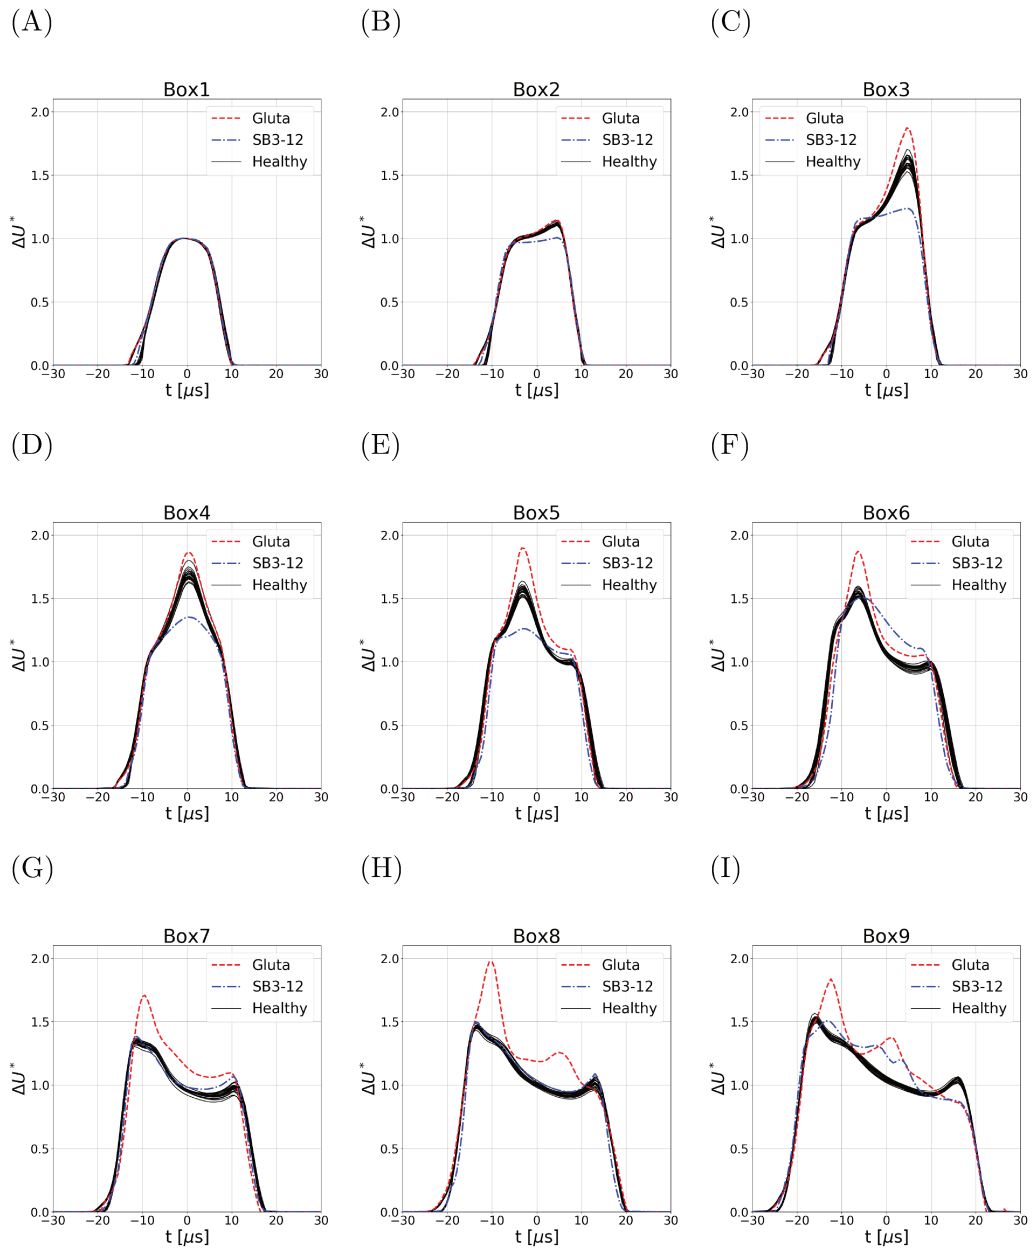 (A)
(B)
(C)
Box1
2.0
1.5
1.0
0.5
0.0
ΔU*
Gluta
SB3-12
Healthy
−30 −20 −10 0 10 20 30
t [μs]
Box2
2.0
1.5
1.0
0.5
0.0
ΔU*
Gluta
SB3-12
Healthy
−30 −20 −10 0 10 20 30
t [μs]
Box3
2.0
1.5
1.0
0.5
0.0
ΔU*
Gluta
SB3-12
Healthy
−30 −20 −10 0 10 20 30
t [μs]
(D)
(E)
(F)
Box4
2.0
1.5
1.0
0.5
0.0
ΔU*
Gluta
SB3-12
Healthy
−30 −20 −10 0 10 20 30
t [μs]
Box5
2.0
1.5
1.0
0.5
0.0
ΔU*
Gluta
SB3-12
Healthy
−30 −20 −10 0 10 20 30
t [μs]
Box6
2.0
1.5
1.0
0.5
0.0
ΔU*
Gluta
SB3-12
Healthy
−30 −20 −10 0 10 20 30
t [μs]
(G)
(H)
(I)
Box7
2.0
1.5
1.0
0.5
0.0
ΔU*
Gluta
SB3-12
Healthy
−30 −20 −10 0 10 20 30
t [μs]
Box8
2.0
1.5
1.0
0.5
0.0
ΔU*
Gluta
SB3-12
Healthy
−30 −20 −10 0 10 20 30
t [μs]
Box9
2.0
1.5
1.0
0.5
0.0
ΔU*
Gluta
SB3-12
Healthy
−30 −20 −10 0 10 20 30
t [μs]